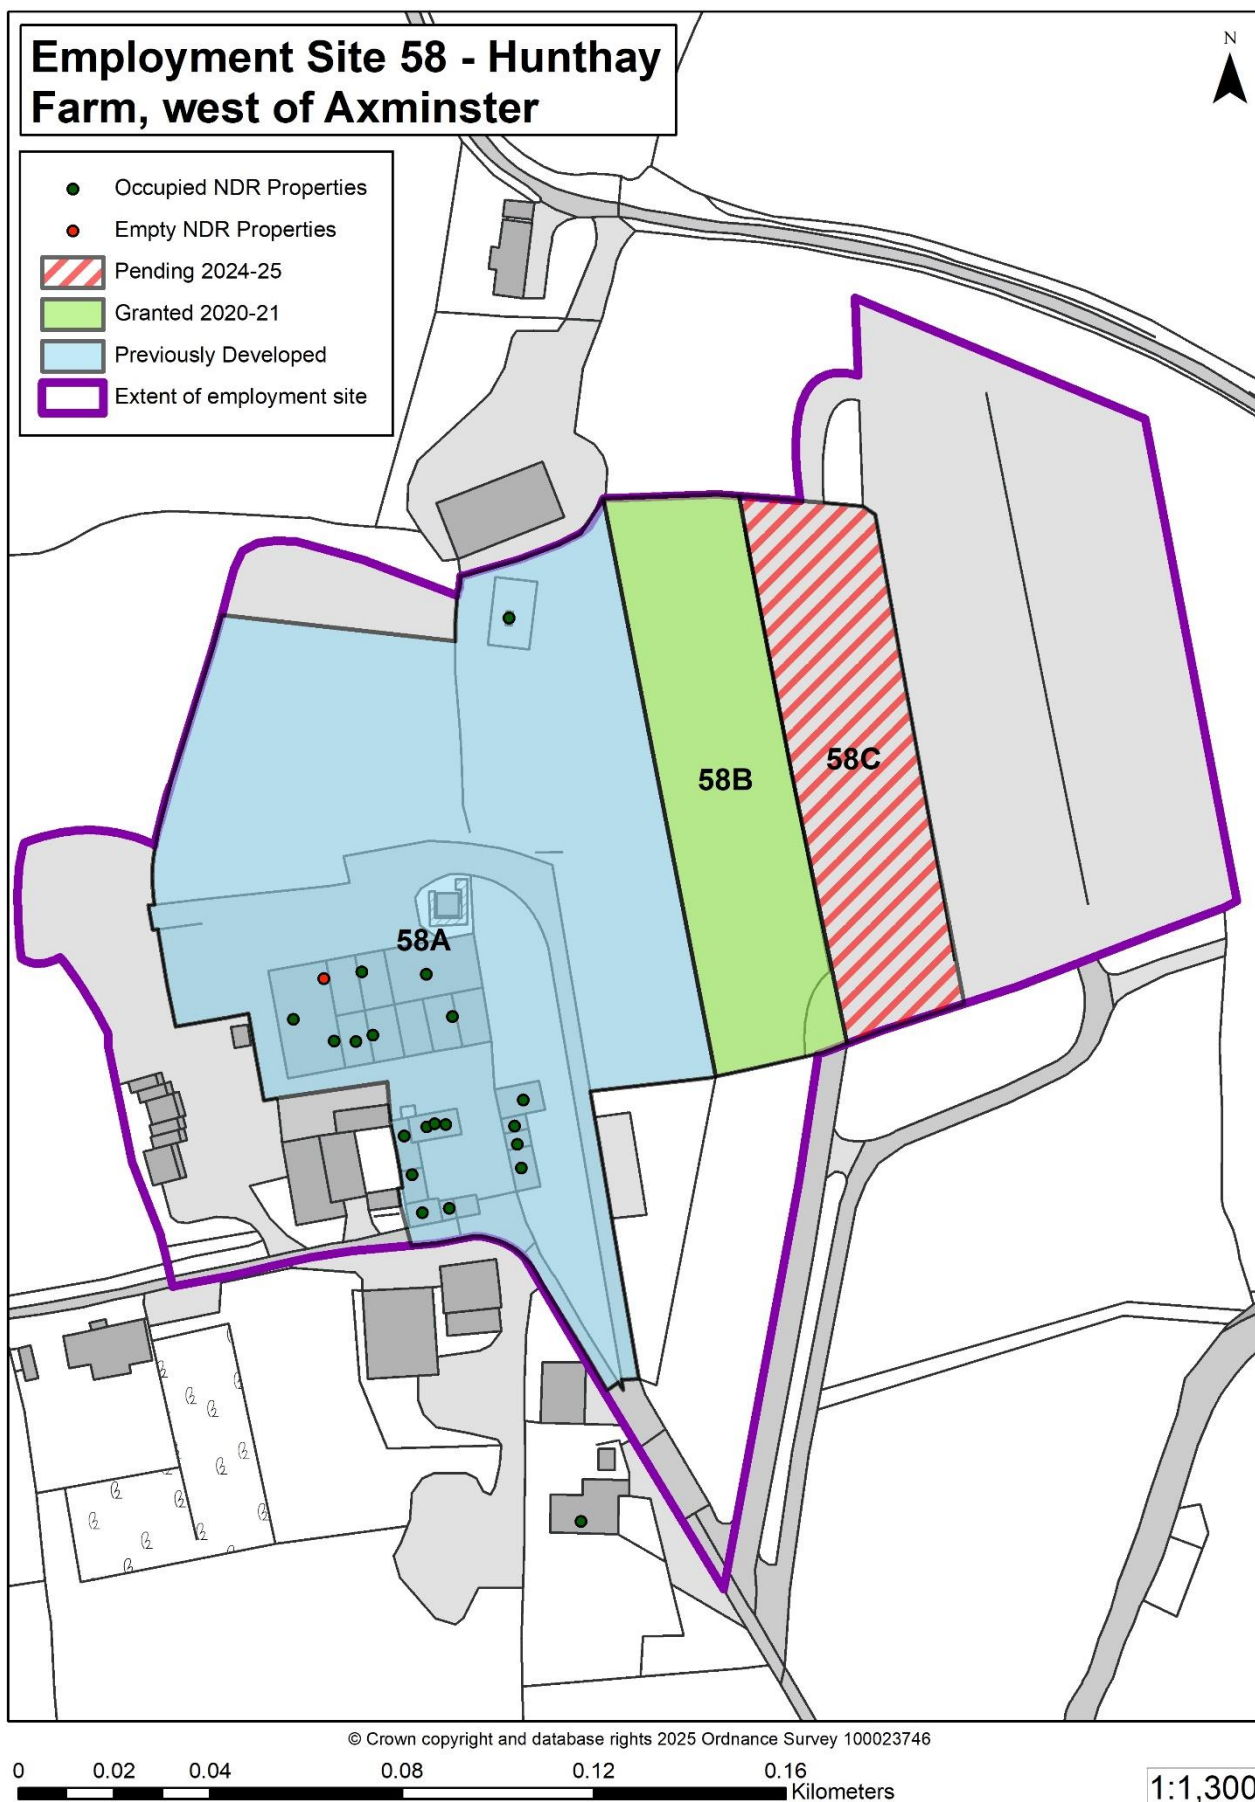 Employment Site 58 - Hunthay
Farm, west of Axminster
N
Occupied NDR Properties
Empty NDR Properties
Pending 2024-25
Granted 2020-21
Previously Developed
Extent of employment site
58C
58B
58A
© Crown copyright and database rights 2025 Ordnance Survey 100023746
0 0.02 0.04 0.08 0.12 0.16
Kilometers
1:1,300